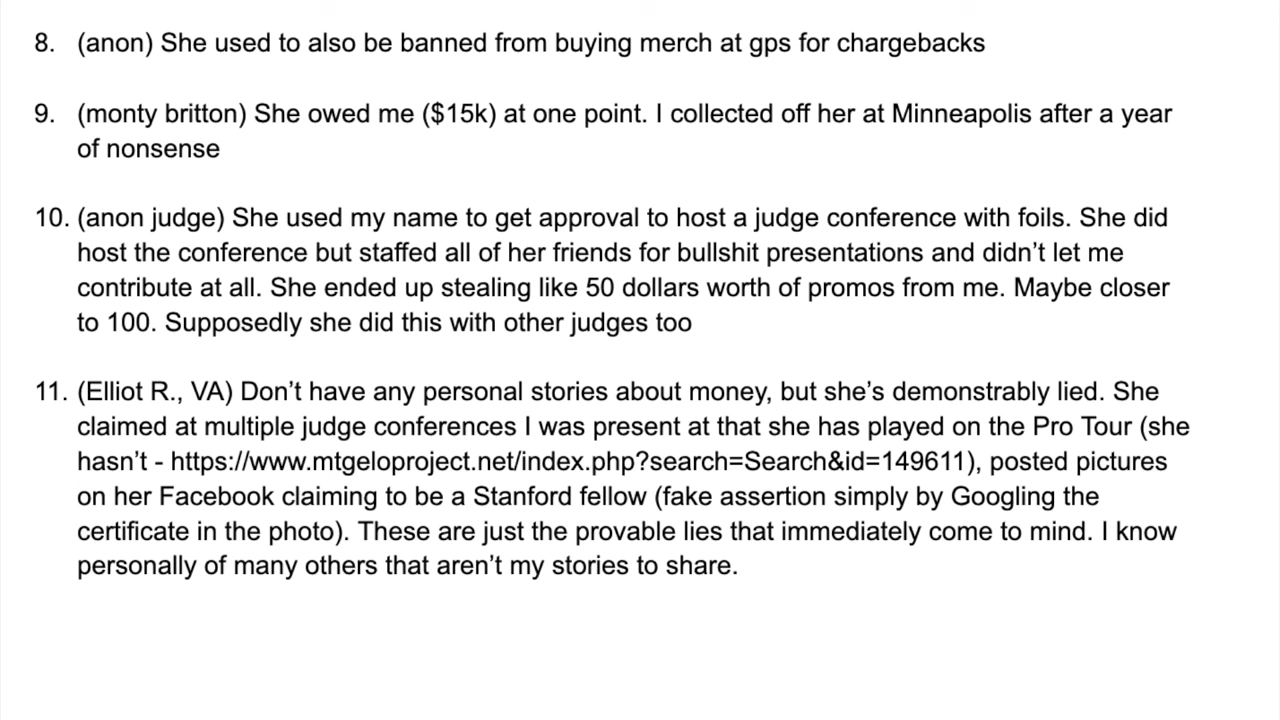 8. (anon) She used to also be banned from buying merch at gps for chargebacks
9. (monty britton) She owed me ($15k) at one point. I collected off her at Minneapolis after a year
of nonsense
10. (anon judge) She used my name to get approval to host a judge conference with foils. She did
host the conference but staffed all of her friends for bullshit presentations and didn’t let me
contribute at all. She ended up stealing like 50 dollars worth of promos from me. Maybe closer
to 100. Supposedly she did this with other judges too
11. (Elliot R., VA) Don’t have any personal stories about money, but she’s demonstrably lied. She
claimed at multiple judge conferences I was present at that she has played on the Pro Tour (she
hasn’t - https://www.mtgeloproject.net/index.php?search=Search&id=149611), posted pictures
on her Facebook claiming to be a Stanford fellow (fake assertion simply by Googling the
certificate in the photo). These are just the provable lies that immediately come to mind. I know
personally of many others that aren’t my stories to share.